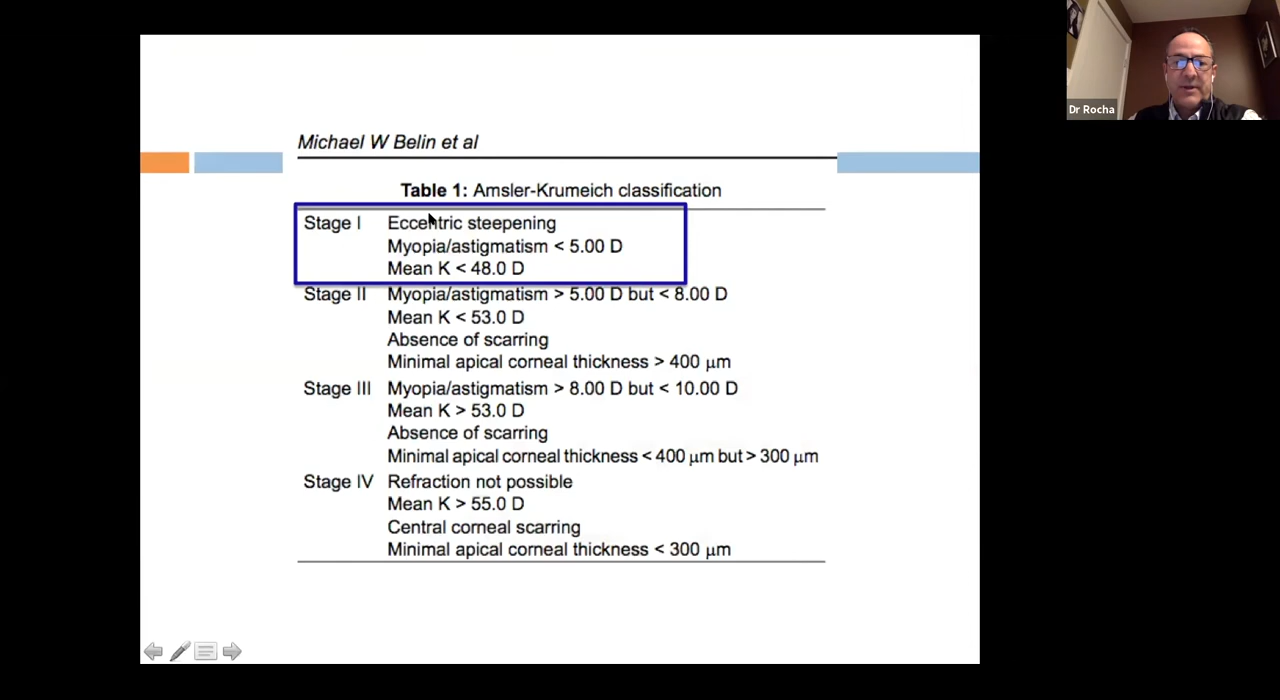 Dr Rocha
Michael W Belin et al
Table 1: Amsler-Krumeich classification
Stage I Eccentric steepening
Myopia/astigmatism < 5.00 D
Mean K < 48.0 D
Stage II Myopia/astigmatism > 5.00 D but < 8.00 D
Mean K < 53.0 D
Absence of scarring
Minimal apical corneal thickness > 400 μm
Stage III Myopia/astigmatism > 8.00 D but < 10.00 D
Mean K > 53.0 D
Absence of scarring
Minimal apical corneal thickness < 400 μm but > 300 μm
Stage IV Refraction not possible
Mean K > 55.0 D
Central corneal scarring
Minimal apical corneal thickness < 300 μm